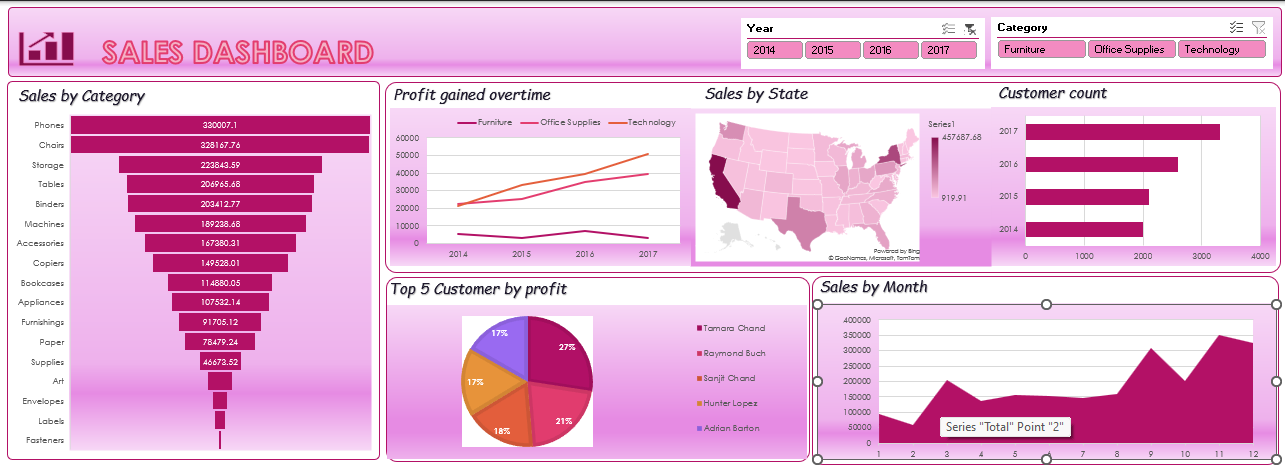 SALES DASHBOARD
Year
2014 2015 2016 2017
Category
Furniture Office Supplies Technology
Sales by Category
Phones 330007.1
Chairs 328167.76
Storage 223843.59
Tables 206965.68
Binders 203412.77
Machines 189238.68
Accessories 167380.31
Copiers 149528.01
Bookcases 114880.05
Appliances 107532.14
Furnishings 91705.12
Paper 78479.24
Supplies 46673.52
Art
Envelopes
Labels
Fasteners
Profit gained overtime
Furniture Office Supplies Technology
60000
50000
40000
30000
20000
10000
0
2014 2015 2016 2017
Sales by State
Series1
457687.68
919.91
Powered by Bing
© GeoNames, Microsoft, TomTom
Customer count
2017
2016
2015
2014
0 1000 2000 3000 4000
Top 5 Customer by profit
27%
21%
18%
17%
17%
Tamara Chand
Raymond Buch
Sanjit Chand
Hunter Lopez
Adrian Barton
Sales by Month
400000
350000
300000
250000
200000
150000
100000
50000
0
1 2 3 4 5 6 7 8 9 10 11 12
Series "Total" Point "2"